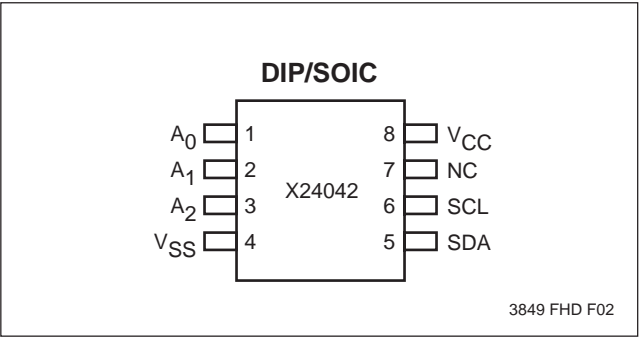 DIP/SOIC
A0 1 8 VCC
A1 2 7 NC
X24042
A2 3 6 SCL
VSS 4 5 SDA
3849 FHD F02